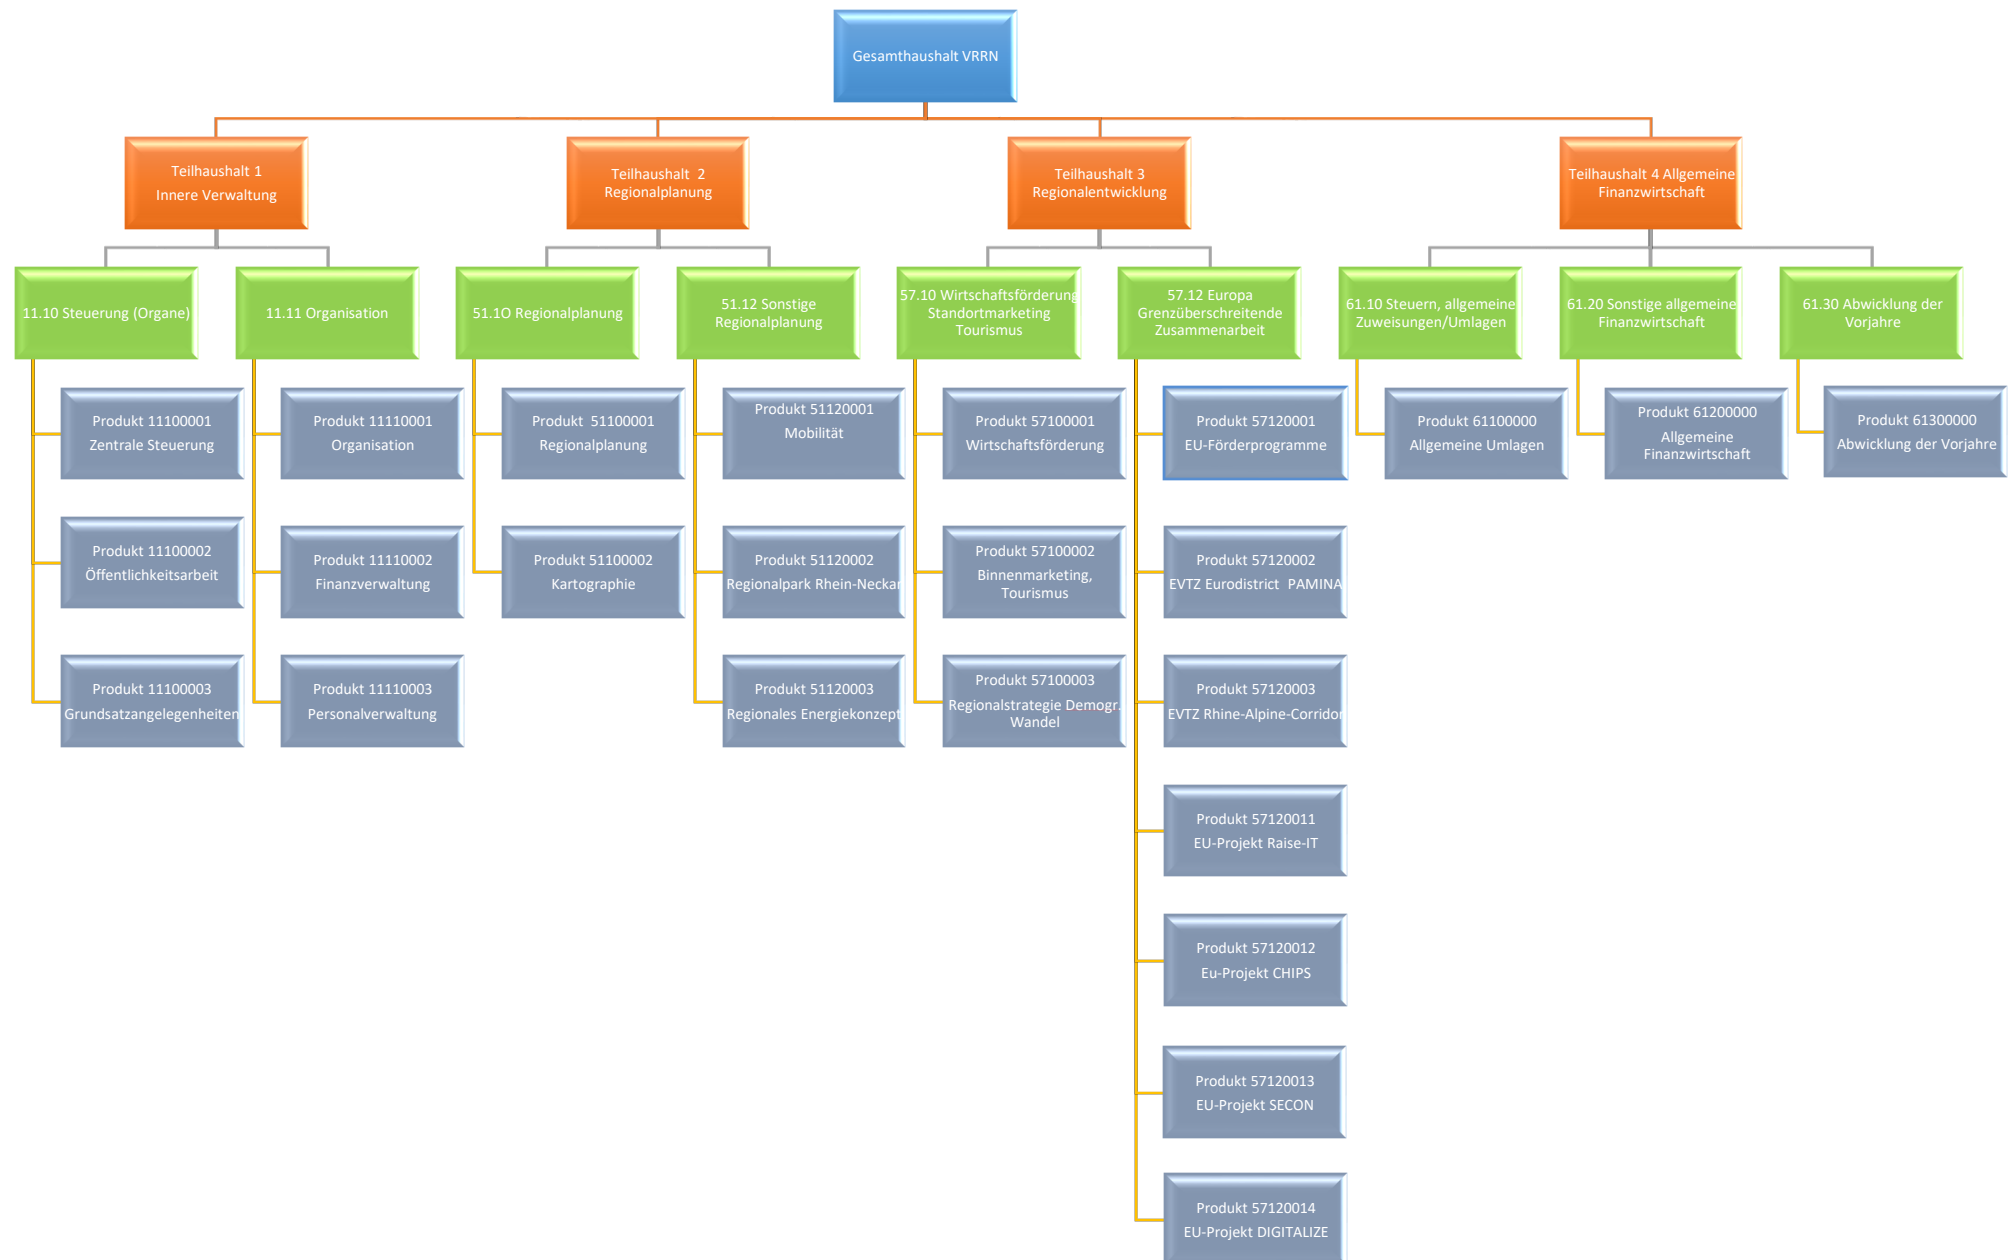 Gesamthaushalt VRRN
Teilhaushalt 1
Innere Verwaltung
Teilhaushalt  2
Regionalplanung
Teilhaushalt 3
Regionalentwicklung
Teilhaushalt 4 Allgemeine
Finanzwirtschaft
11.10 Steuerung (Organe)
11.11 Organisation
51.1O Regionalplanung
51.12 Sonstige
Regionalplanung
57.10 Wirtschaftsförderung
Standortmarketing
Tourismus
57.12 Europa
Grenzüberschreitende
Zusammenarbeit
61.10 Steuern, allgemeine
Zuweisungen/Umlagen
61.20 Sonstige allgemeine
Finanzwirtschaft
61.30 Abwicklung der
Vorjahre
Produkt 11100001
Zentrale Steuerung
Produkt 11100002
Öffentlichkeitsarbeit
Produkt 11100003
Grundsatzangelegenheiten
Produkt 11110001
Organisation
Produkt 11110002
Finanzverwaltung
Produkt 11110003
Personalverwaltung
Produkt  51100001
Regionalplanung
Produkt 51100002
Kartographie
Produkt 51120001
Mobilität
Produkt 51120002
Regionalpark Rhein-Neckar
Produkt 51120003
Regionales Energiekonzept
Produkt 57100001
Wirtschaftsförderung
Produkt 57100002
Binnenmarketing,
Tourismus
Produkt 57100003
Regionalstrategie Demogr.
Wandel
Produkt 57120001
EU-Förderprogramme
Produkt 57120002
EVTZ Eurodistrict  PAMINA
Produkt 57120003
EVTZ Rhine-Alpine-Corridor
Produkt 57120011
EU-Projekt Raise-IT
Produkt 57120012
Eu-Projekt CHIPS
Produkt 57120013
EU-Projekt SECON
Produkt 57120014
EU-Projekt DIGITALIZE
Produkt 61100000
Allgemeine Umlagen
Produkt 61200000
Allgemeine
Finanzwirtschaft
Produkt 61300000
Abwicklung der Vorjahre